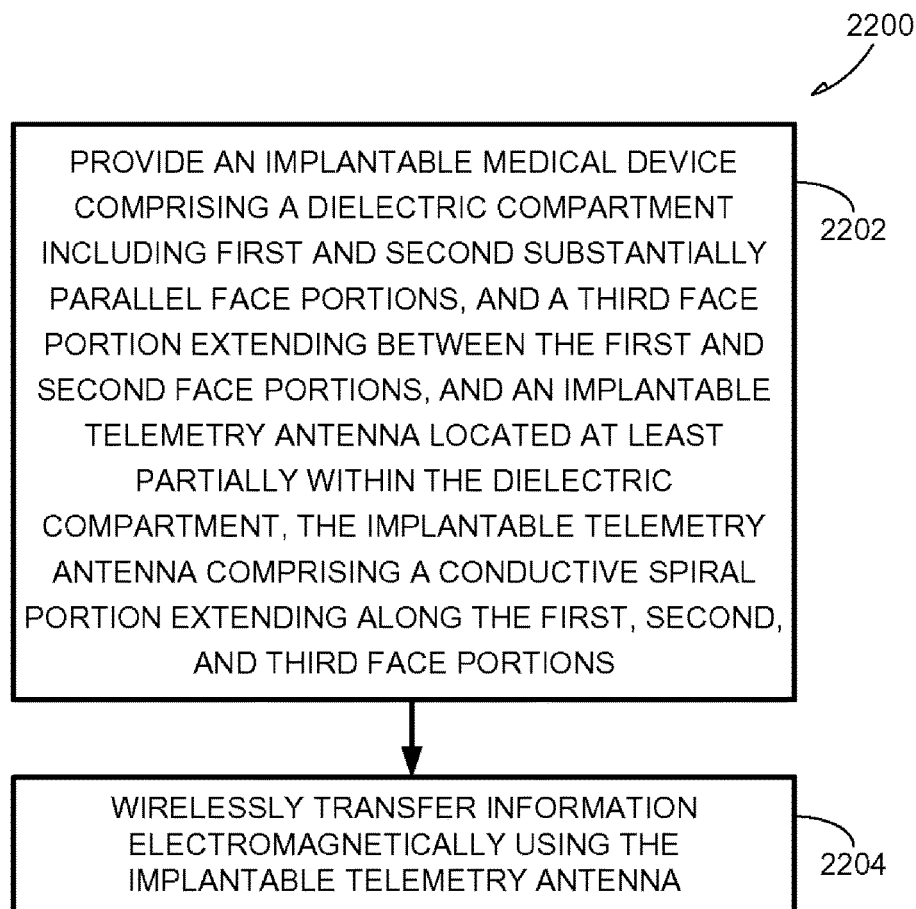 2200
PROVIDE AN IMPLANTABLE MEDICAL DEVICE
COMPRISING A DIELECTRIC COMPARTMENT
INCLUDING FIRST AND SECOND SUBSTANTIALLY
PARALLEL FACE PORTIONS, AND A THIRD FACE
PORTION EXTENDING BETWEEN THE FIRST AND
SECOND FACE PORTIONS, AND AN IMPLANTABLE
TELEMETRY ANTENNA LOCATED AT LEAST
PARTIALLY WITHIN THE DIELECTRIC
COMPARTMENT, THE IMPLANTABLE TELEMETRY
ANTENNA COMPRISING A CONDUCTIVE SPIRAL
PORTION EXTENDING ALONG THE FIRST, SECOND,
AND THIRD FACE PORTIONS
2202
WIRELESSLY TRANSFER INFORMATION
ELECTROMAGNETICALLY USING THE
IMPLANTABLE TELEMETRY ANTENNA
2204